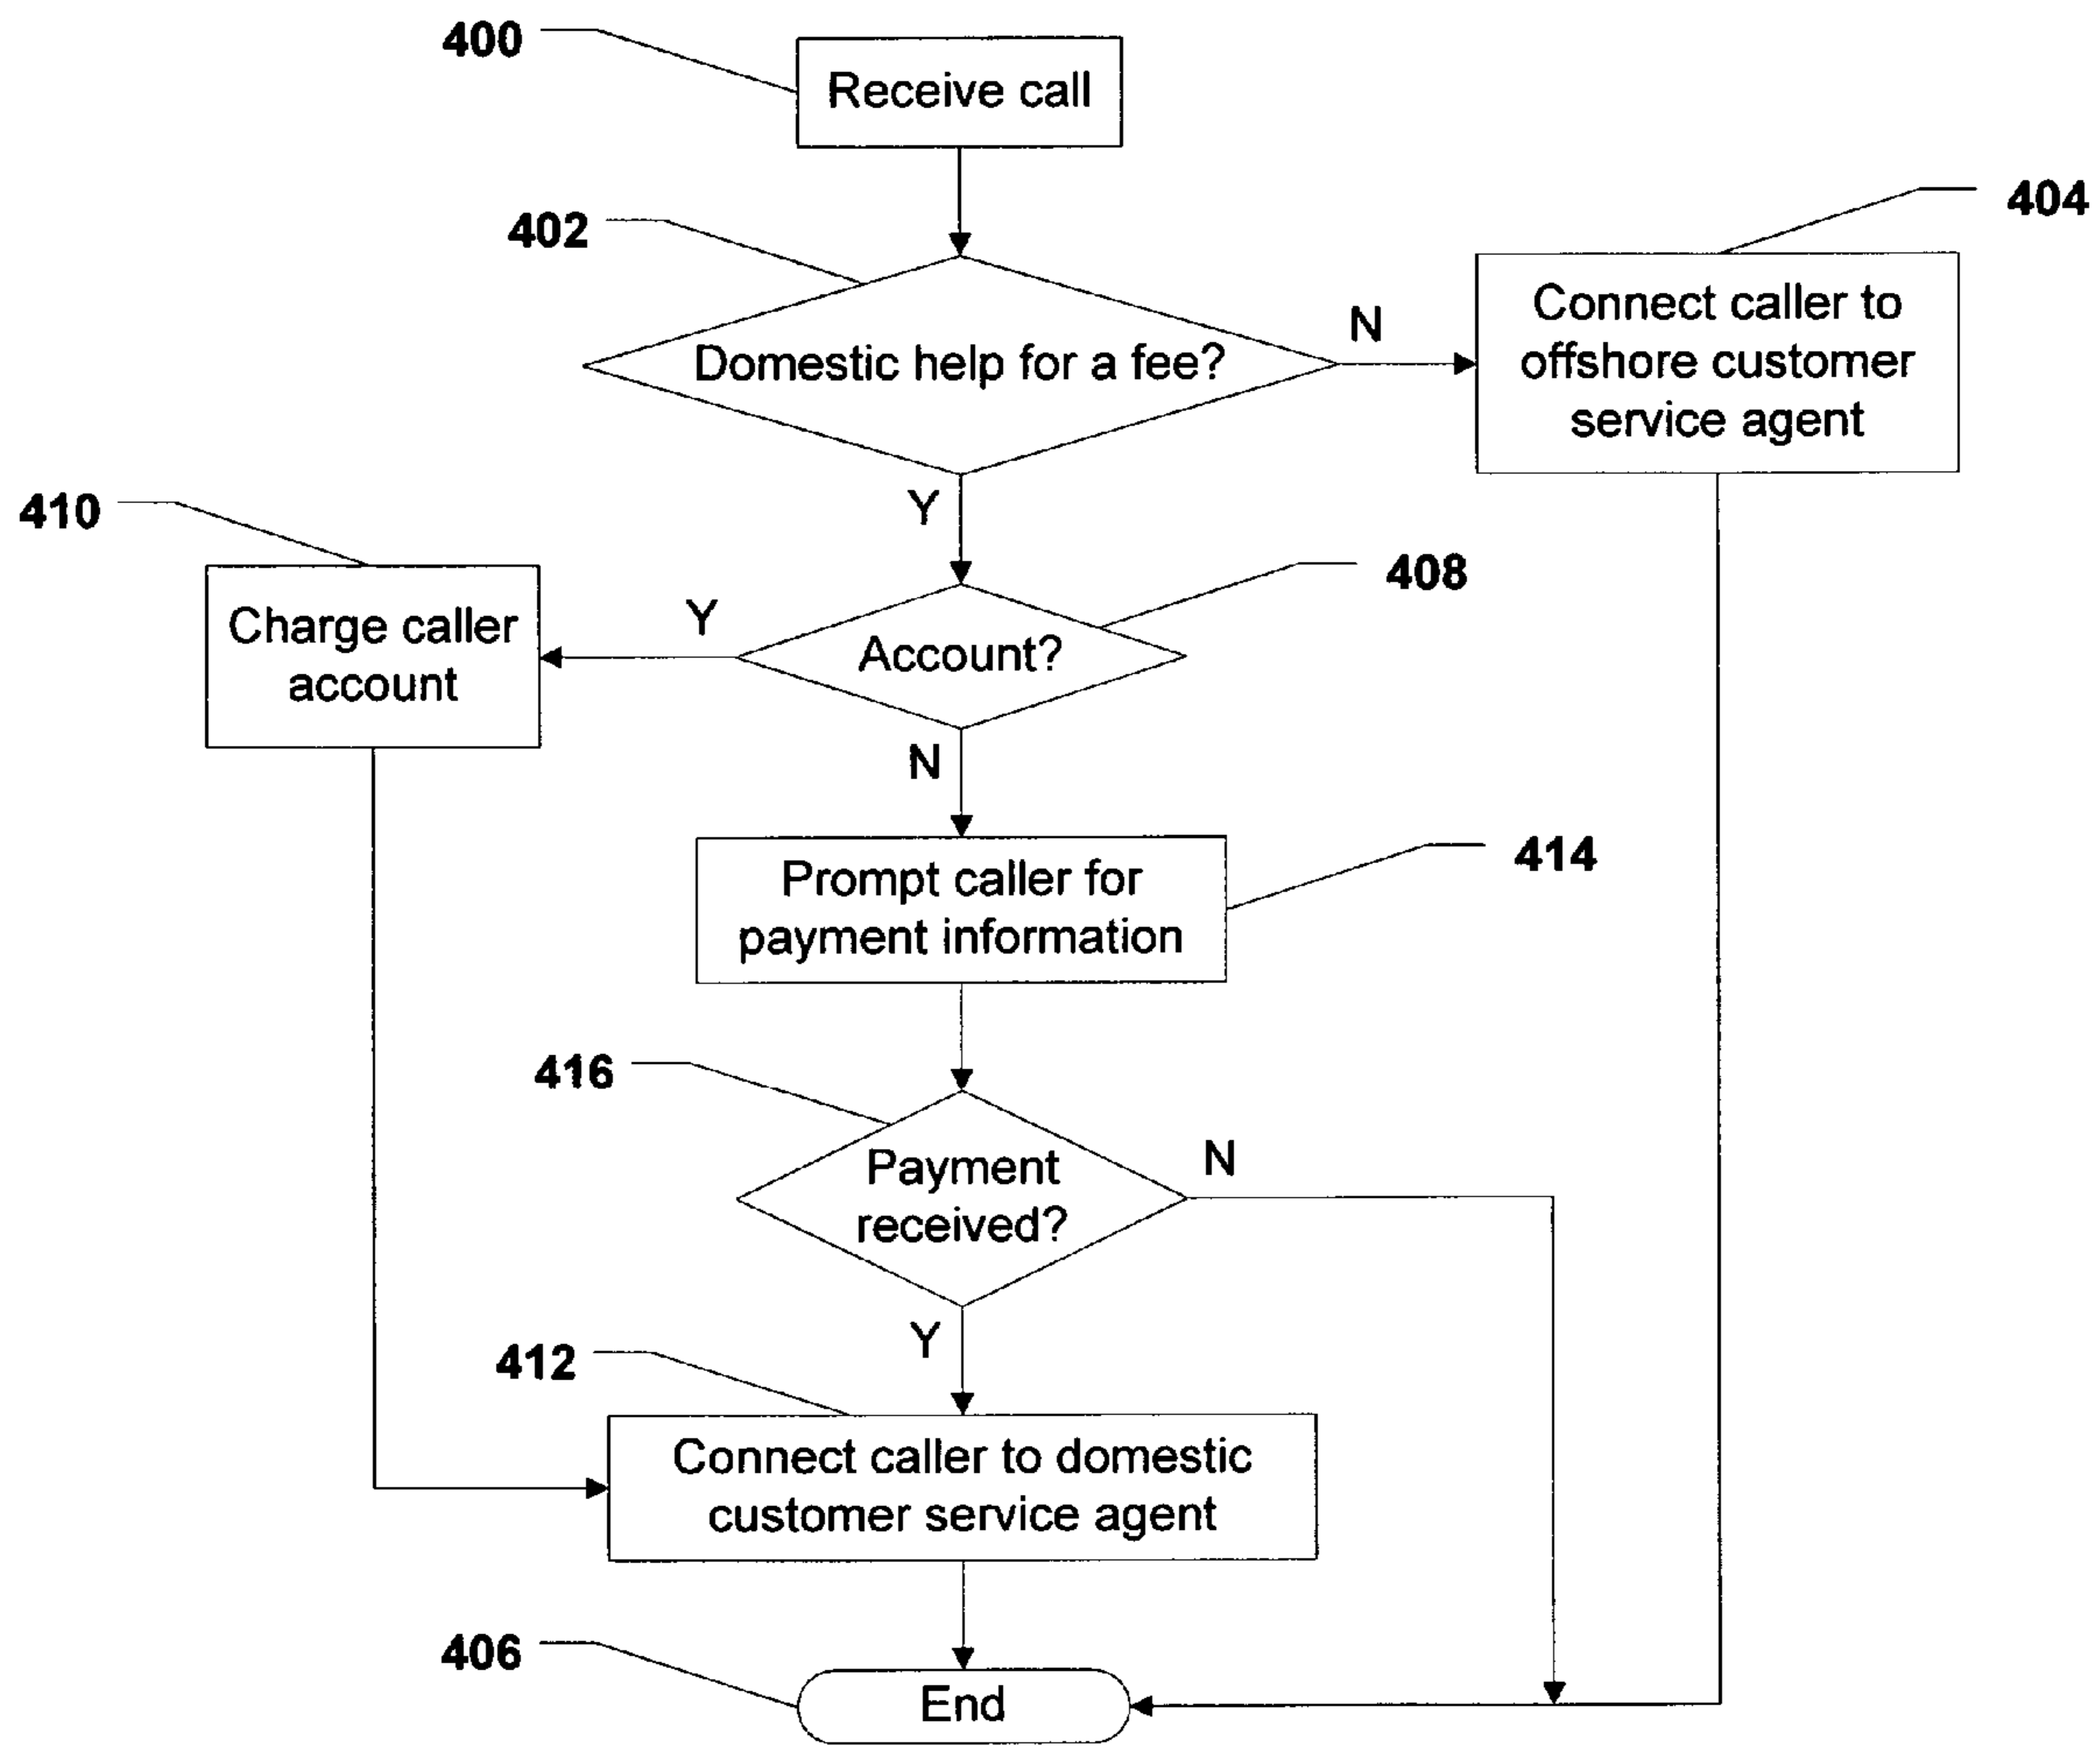 400
Receive call
402
404
Domestic help for a fee?
N
Connect caller to
offshore customer
service agent
Y
410
408
Charge caller
account
Y
Account?
N
414
Prompt caller for
payment information
416
Payment
received?
N
Y
412
Connect caller to domestic
customer service agent
406
End